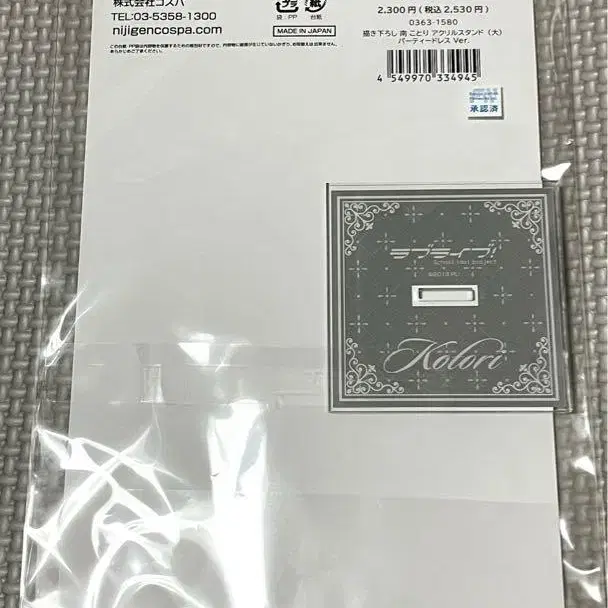 株式会社コスパ
TEL:03-5358-1300
nijigencospa.com
プラ
袋:PP
紙
台紙
MADE IN JAPAN
2,300円(税込2,530円)
0363-1580
描き下ろし 南 ことり アクリルスタンド(大)
パーティードレス Ver.
4 549970 334945
承認済
ラブライブ!
School idol project
Kotori